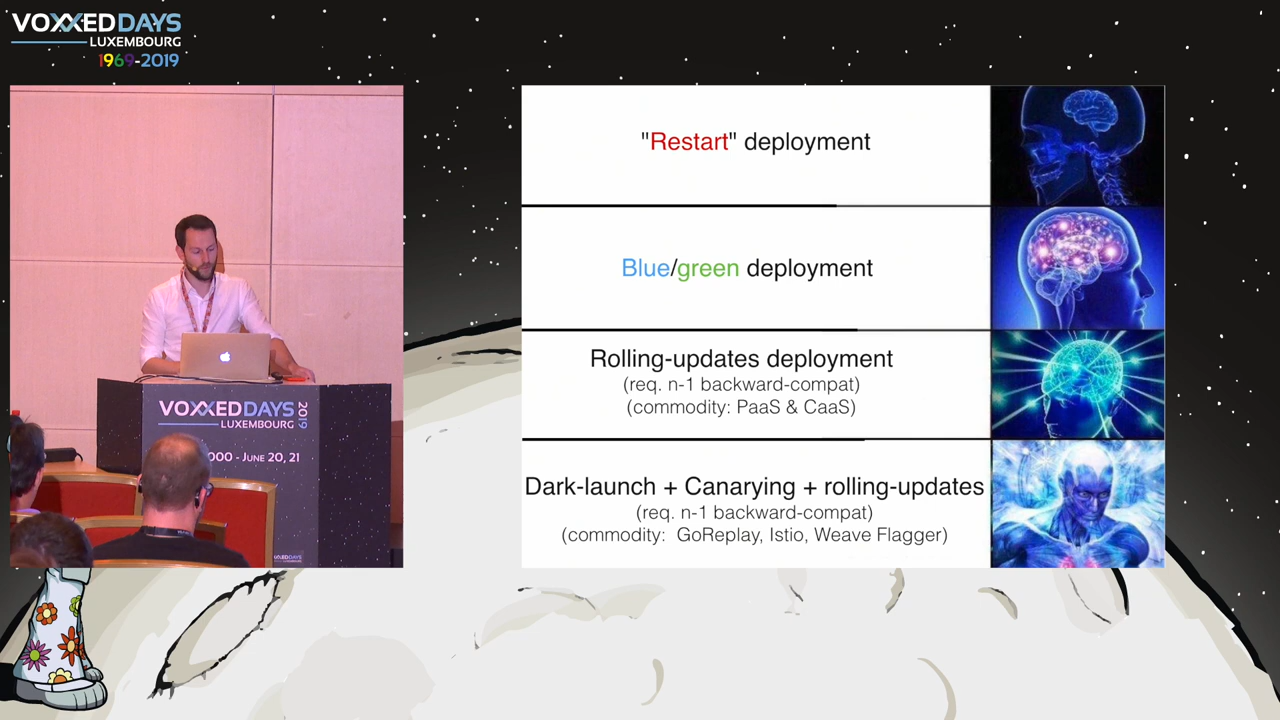 VOXXEDDAYS
LUXEMBOURG
1969-2019
VOXXEDDAYS 2019
LUXEMBOURG
000 - JUNE 20, 21
VOXXEDDAYS
"Restart" deployment
Blue/green deployment
Rolling-updates deployment
(req. n-1 backward-compat)
(commodity: PaaS & CaaS)
Dark-launch + Canarying + rolling-updates
(req. n-1 backward-compat)
(commodity: GoReplay, Istio, Weave Flagger)